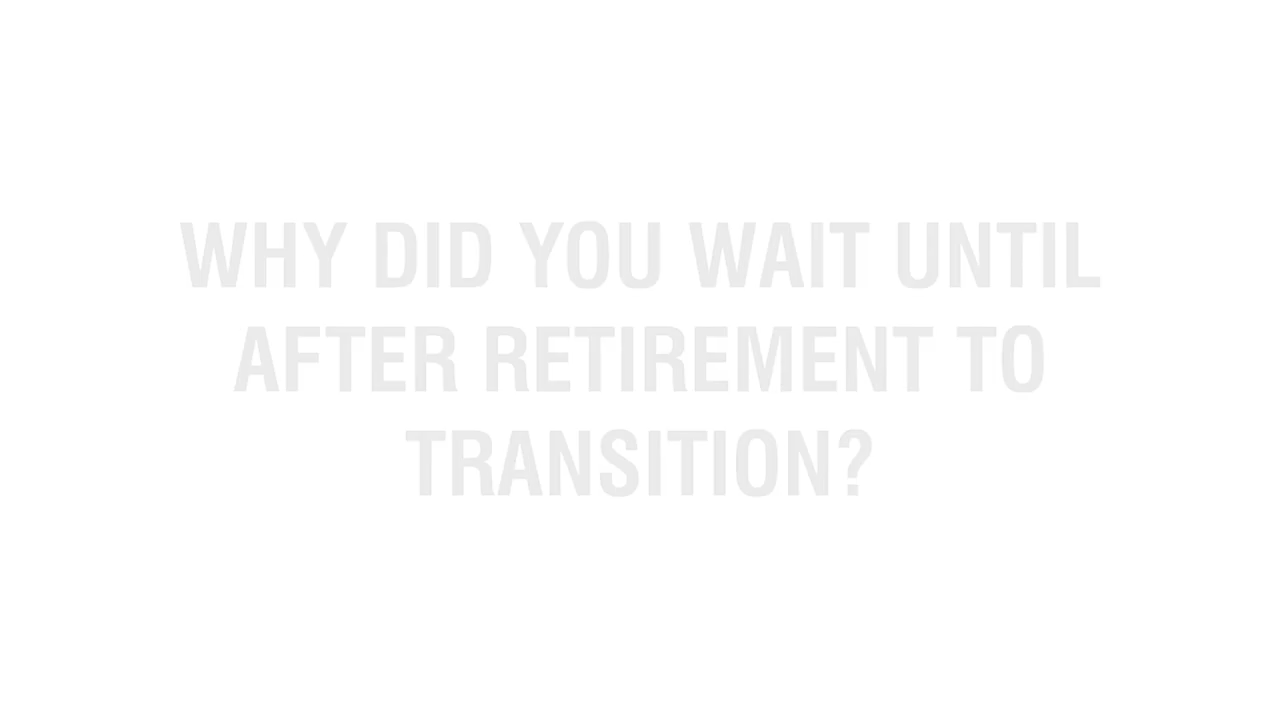 WHY DID YOU WAIT UNTIL
AFTER RETIREMENT TO
TRANSITION?